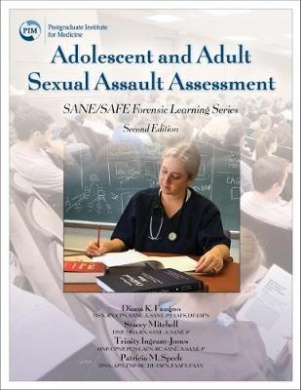 PIM
Postgraduate Institute
for Medicine
Adolescent and Adult
Sexual Assault Assessment
SANE/SAFE Forensic Learning Series
Second Edition
Diana K. Faugno
Stacey Mitchell
Trinity Ingram-Jones
Patricia M. Speck